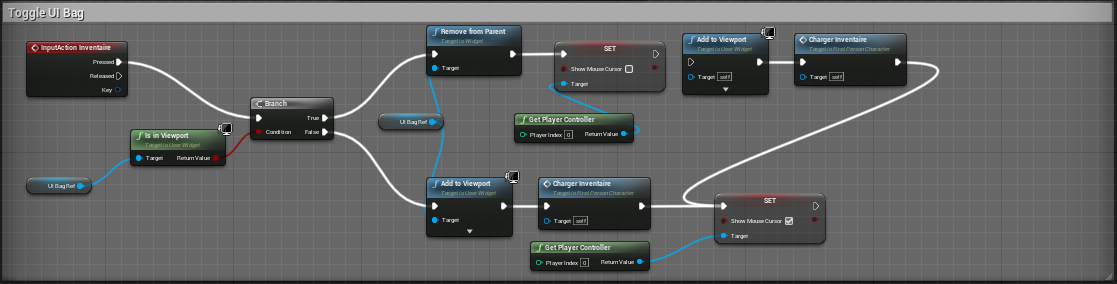 Toggle UI Bag
InputAction Inventaire
Pressed
Released
Key
Is in Viewport
Target is User Widget
Target
Return Value
UI Bag Ref
Branch
True
Condition
False
Remove from Parent
Target is Widget
Target
UI Bag Ref
SET
Show Mouse Cursor
Target
Get Player Controller
Player Index 0
Return Value
Add to Viewport
Target is User Widget
Target self
Charger Inventaire
Target is First Person Character
Target self
Add to Viewport
Target is User Widget
Target
Charger Inventaire
Target is First Person Character
Target self
Get Player Controller
Player Index 0
Return Value
SET
Show Mouse Cursor
Target